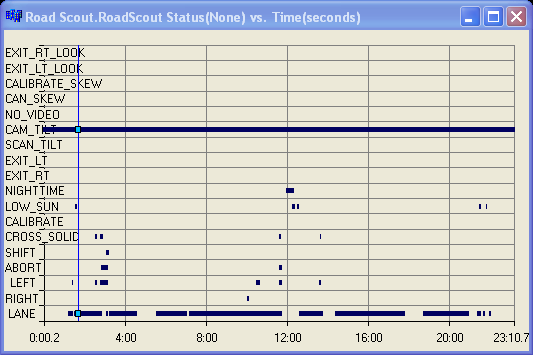 Road Scout.RoadScout Status(None) vs. Time(seconds)
EXIT_RT_LOOK
EXIT_LT_LOOK
CALIBRATE_SKEW
CAN_SKEW
NO_VIDEO
CAM_TILT
SCAN_TILT
EXIT_LT
EXIT_RT
NIGHTTIME
LOW_SUN
CALIBRATE
CROSS_SOLID
SHIFT
ABORT
LEFT
RIGHT
LANE
0:00.2 4:00 8:00 12:00 16:00 20:00 23:10.7